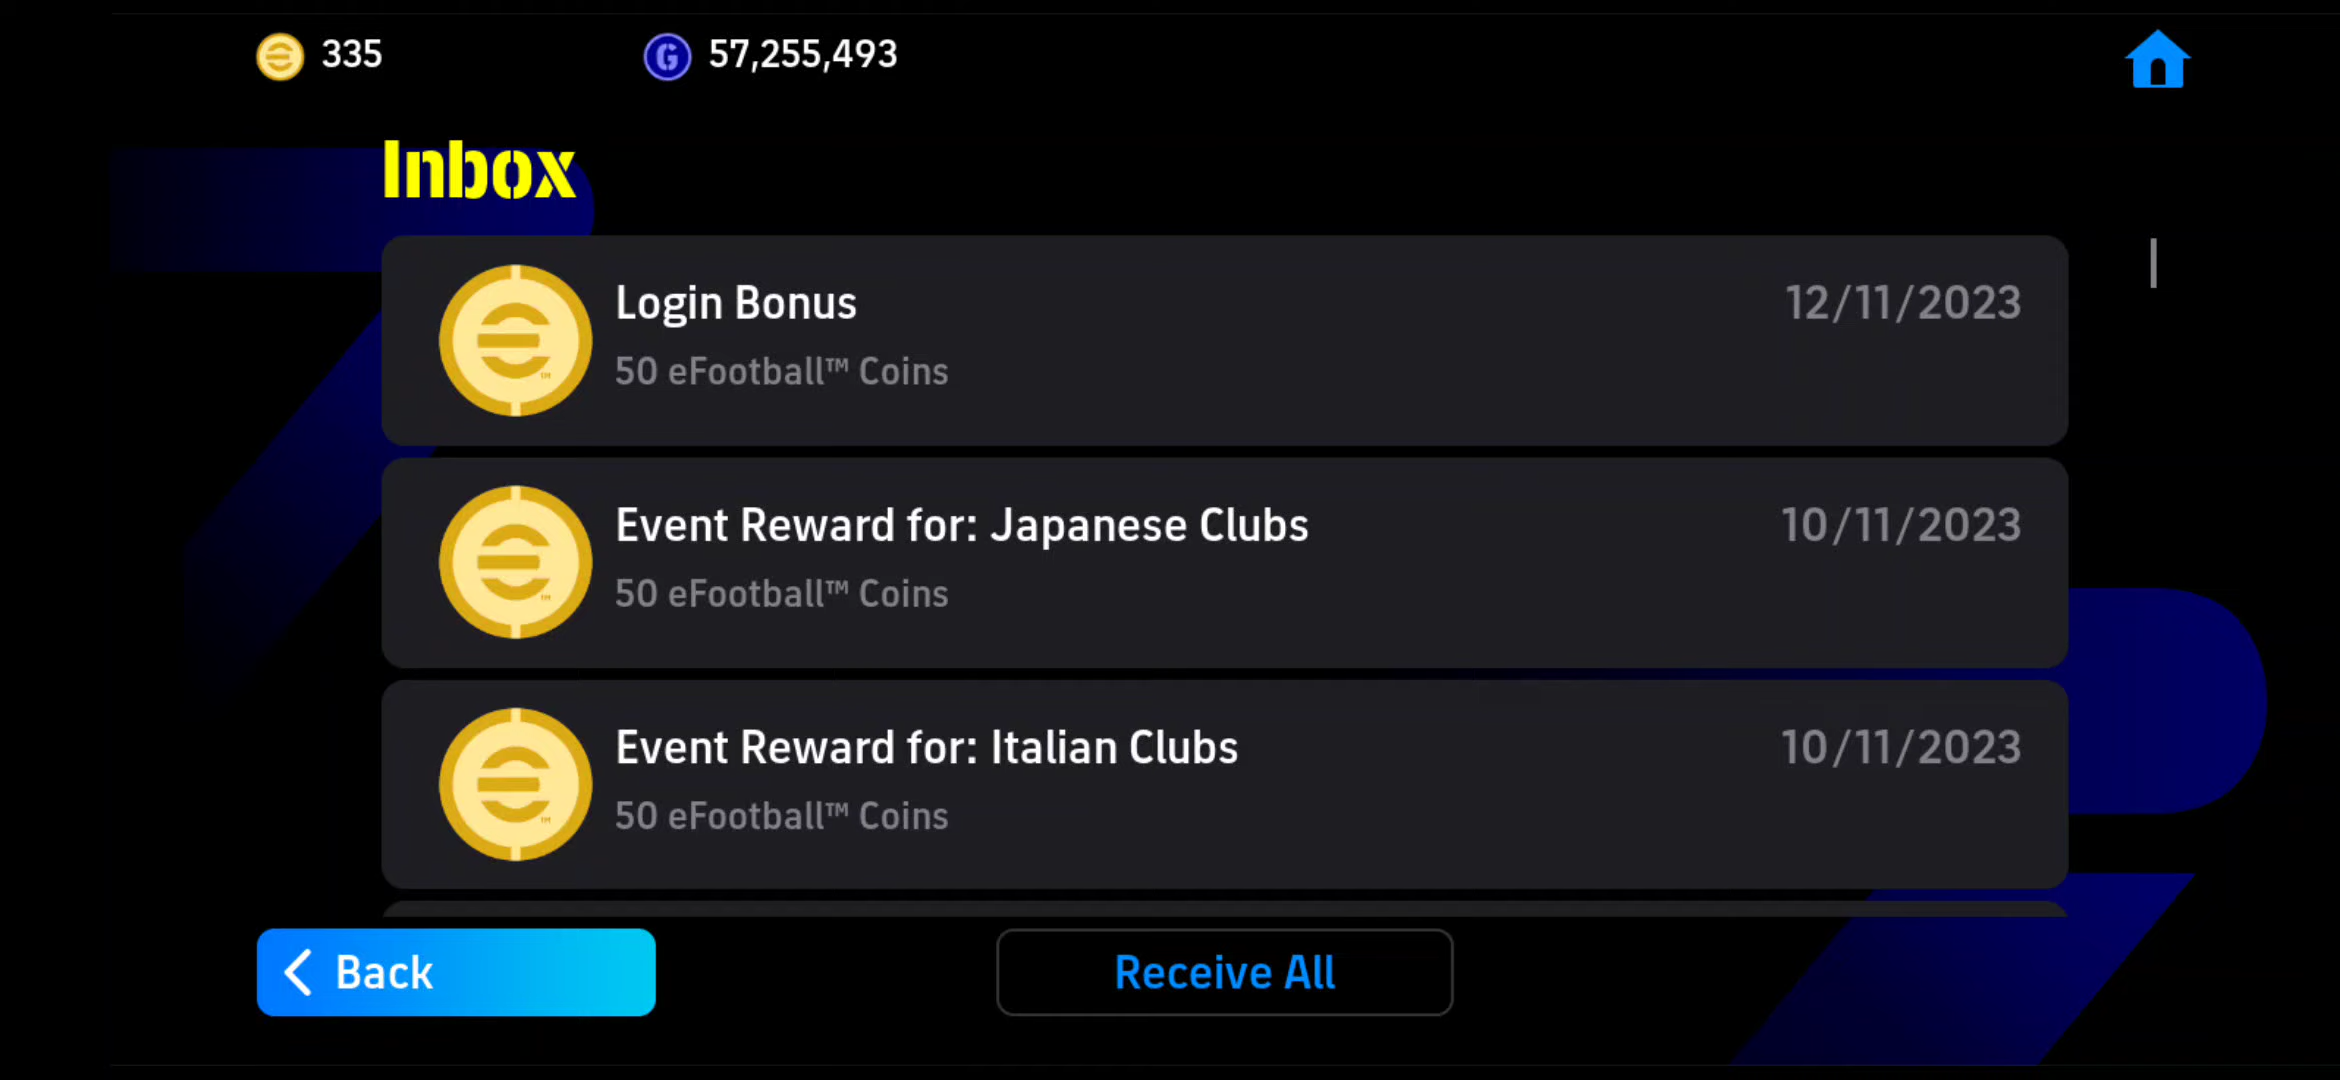 335
57,255,493
Inbox
Login Bonus
12/11/2023
50 eFootball™ Coins
Event Reward for: Japanese Clubs
10/11/2023
50 eFootball™ Coins
Event Reward for: Italian Clubs
10/11/2023
50 eFootball™ Coins
Back
Receive All